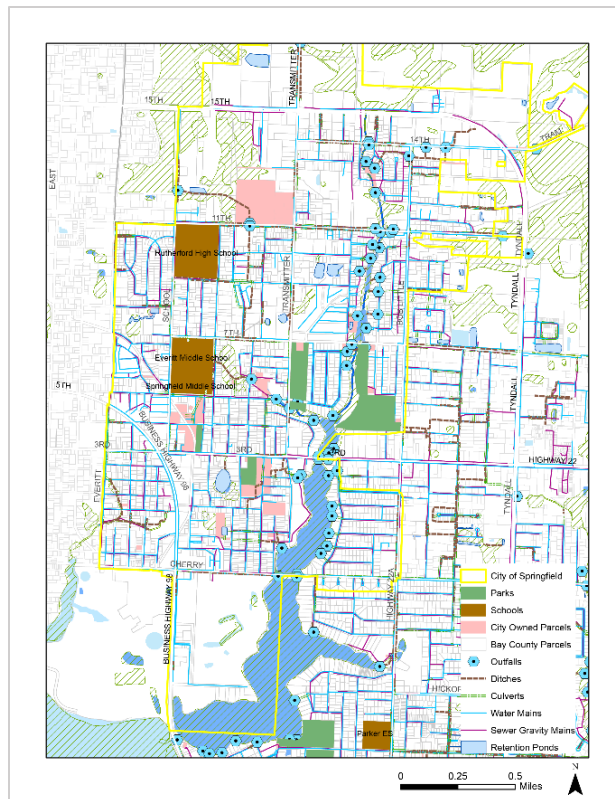 TRANSMITTER
15TH
15TH
14TH
TRAM
EAST
11TH
TYNDALL
Rutherford High School
SCHOOL
TRANSMITTER
TYNDALL
7TH
Everitt Middle School
5TH
Springfield Middle School
TYNDALL
BUSINESS HIGHWAY 98
3RD
3RD
3RD
HIGHWAY 22
EVERITT
TYNDALL
CHERRY
BUSINESS HIGHWAY 98
HIGHWAY 22A
HICKOR
Parker ES
City of Springfield
Parks
Schools
City Owned Parcels
Bay County Parcels
Outfalls
Ditches
Culverts
Water Mains
Sewer Gravity Mains
Retention Ponds
N
0 0.25 0.5
Miles